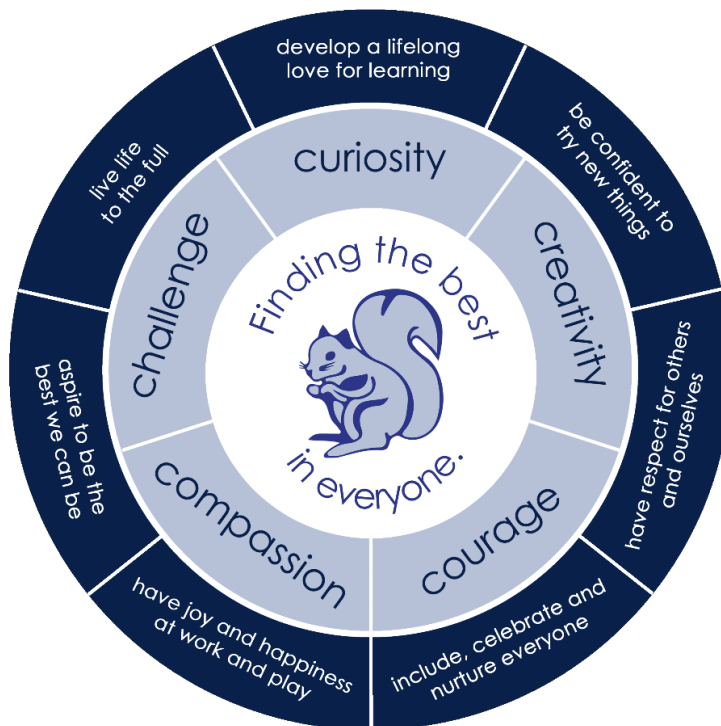 develop a lifelong
love for learning
be confident to
try new things
have respect for others
and ourselves
include, celebrate and
nurture everyone
have joy and happiness
at work and play
aspire to be the
best we can be
live life
to the full
curiosity
creativity
courage
compassion
challenge
Finding the best
in everyone.